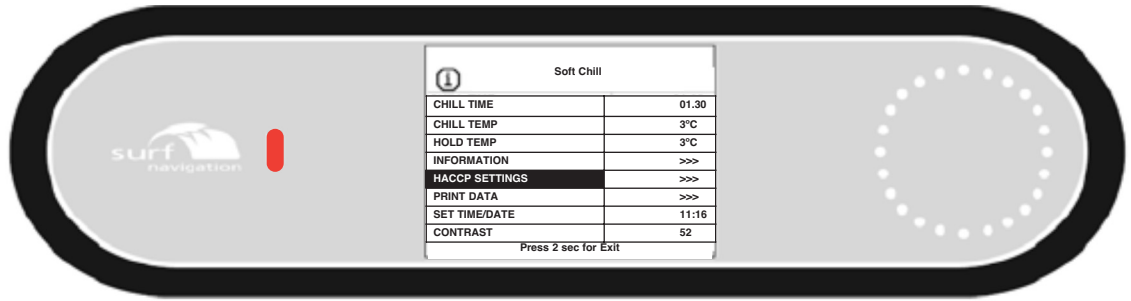 surf
navigation
Soft Chill
CHILL TIME 01.30
CHILL TEMP 3°C
HOLD TEMP 3°C
INFORMATION >>>
HACCP SETTINGS >>>
PRINT DATA >>>
SET TIME/DATE 11:16
CONTRAST 52
Press 2 sec for Exit